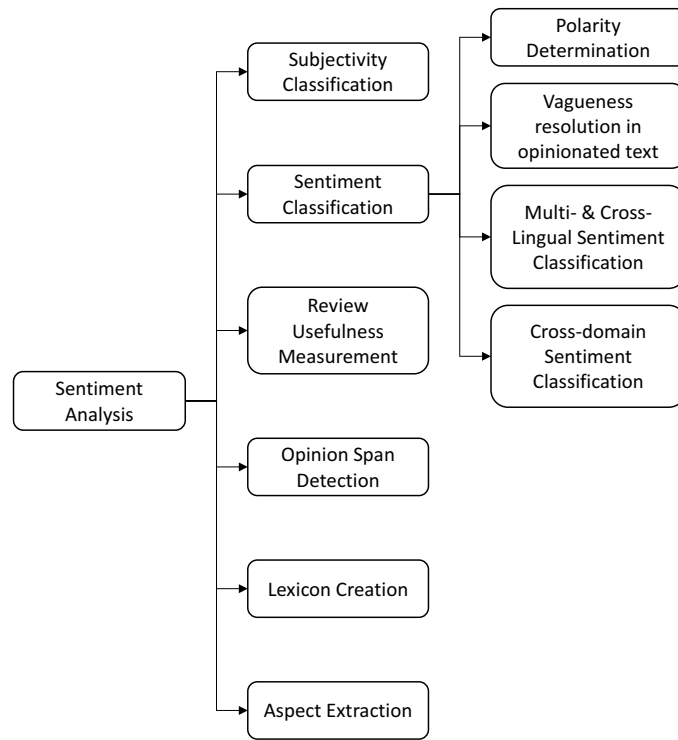 Sentiment
Analysis
Subjectivity
Classification
Sentiment
Classification
Review
Usefulness
Measurement
Opinion Span
Detection
Lexicon Creation
Aspect Extraction
Polarity
Determination
Vagueness
resolution in
opinionated text
Multi- & Cross-
Lingual Sentiment
Classification
Cross-domain
Sentiment
Classification